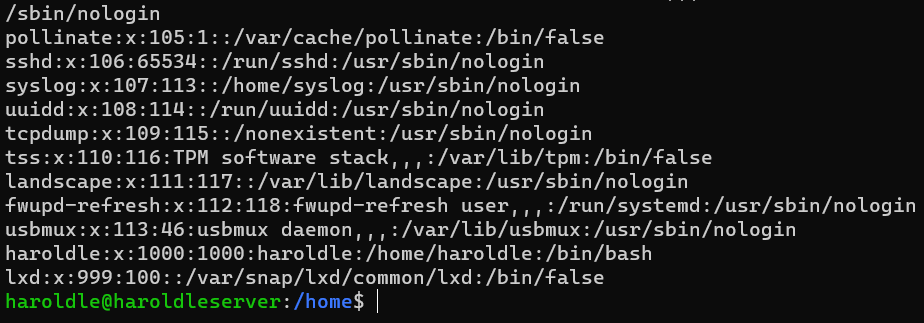 /sbin/nologin
pollinate:x:105:1::/var/cache/pollinate:/bin/false
sshd:x:106:65534::/run/sshd:/usr/sbin/nologin
syslog:x:107:113::/home/syslog:/usr/sbin/nologin
uuidd:x:108:114::/run/uuidd:/usr/sbin/nologin
tcpdump:x:109:115::/nonexistent:/usr/sbin/nologin
tss:x:110:116:TPM software stack,,,:/var/lib/tpm:/bin/false
landscape:x:111:117::/var/lib/landscape:/usr/sbin/nologin
fwupd-refresh:x:112:118:fwupd-refresh user,,,:/run/systemd:/usr/sbin/nologin
usbmux:x:113:46:usbmux daemon,,,:/var/lib/usbmux:/usr/sbin/nologin
haroldle:x:1000:1000:haroldle:/home/haroldle:/bin/bash
lxd:x:999:100::/var/snap/lxd/common/lxd:/bin/false
haroldle@haroldleserver:/home$